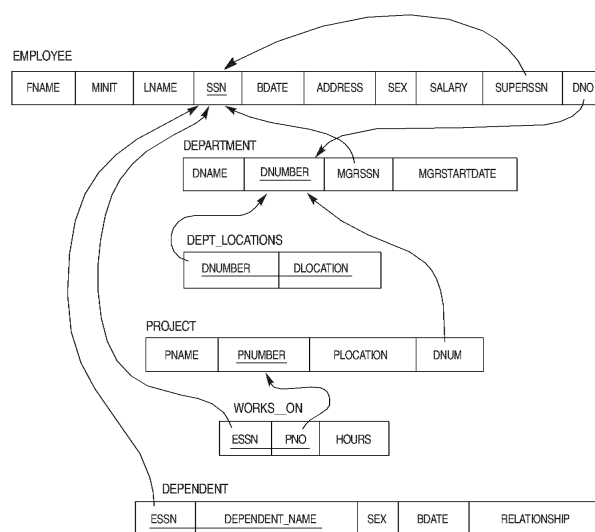 EMPLOYEE
FNAME MINIT LNAME SSN BDATE ADDRESS SEX SALARY SUPERSSN DNO
DEPARTMENT
DNAME DNUMBER MGRSSN MGRSTARTDATE
DEPT_LOCATIONS
DNUMBER DLOCATION
PROJECT
PNAME PNUMBER PLOCATION DNUM
WORKS_ON
ESSN PNO HOURS
DEPENDENT
ESSN DEPENDENT_NAME SEX BDATE RELATIONSHIP